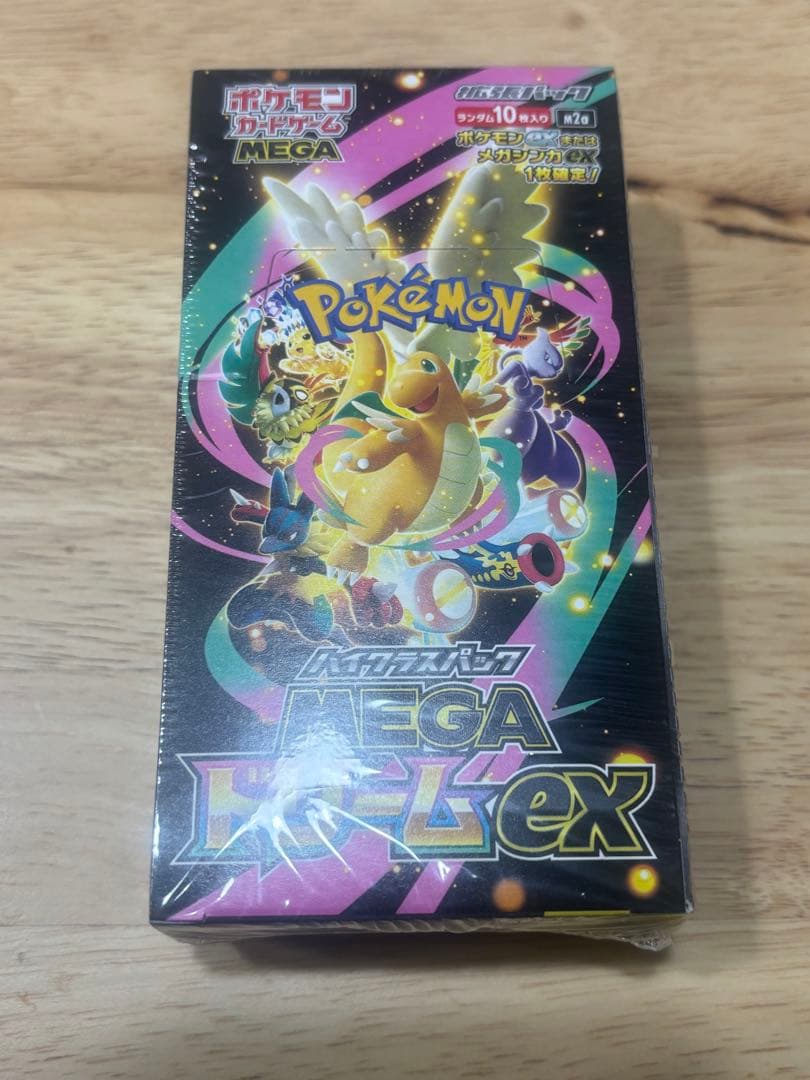 ポケモン
カードゲーム
MEGA
拡張パック
ランダム10枚入り
M2a
ポケモンexまたは
メガシンカex
1枚確定!
POKéMON
TM
ハイクラスパック
MEGA
ドリームex